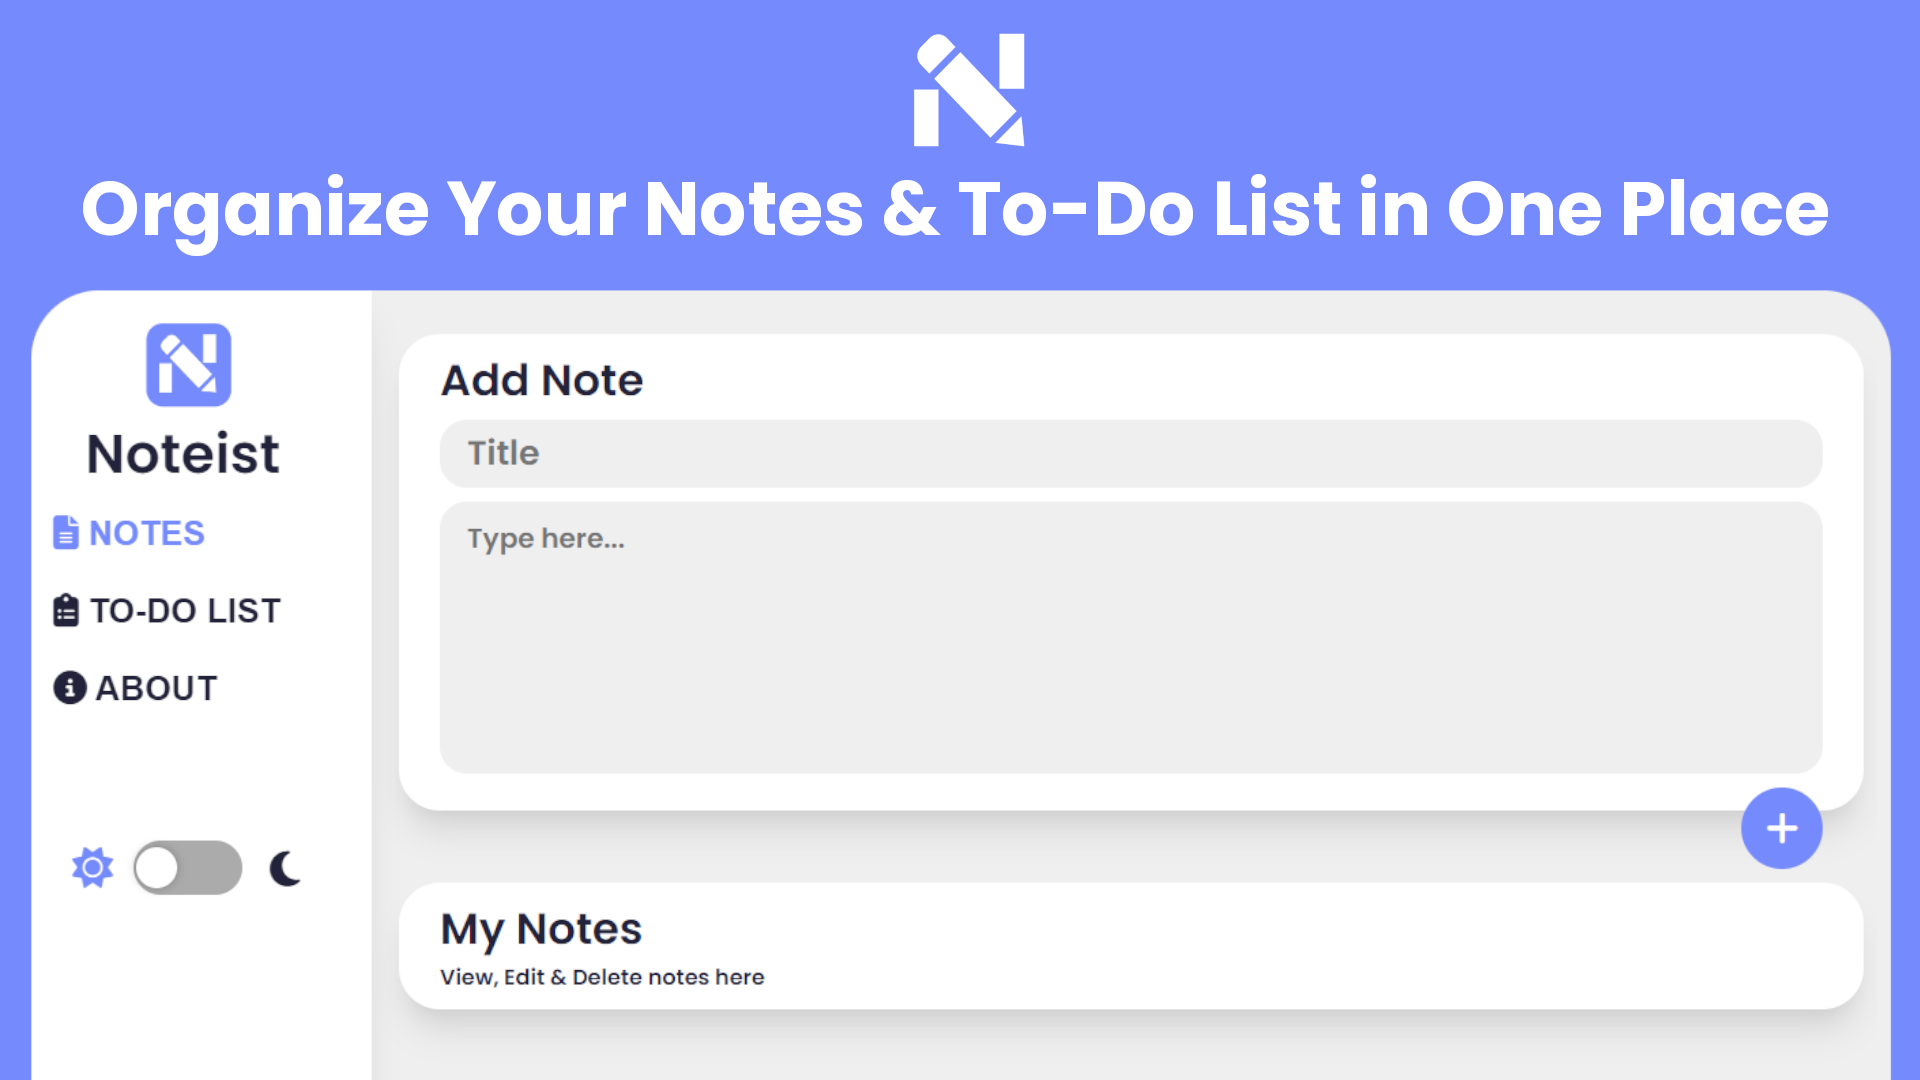 Organize Your Notes & To-Do List in One Place
Noteist
NOTES
TO-DO LIST
ABOUT
Add Note
Title
Type here...
My Notes
View, Edit & Delete notes here